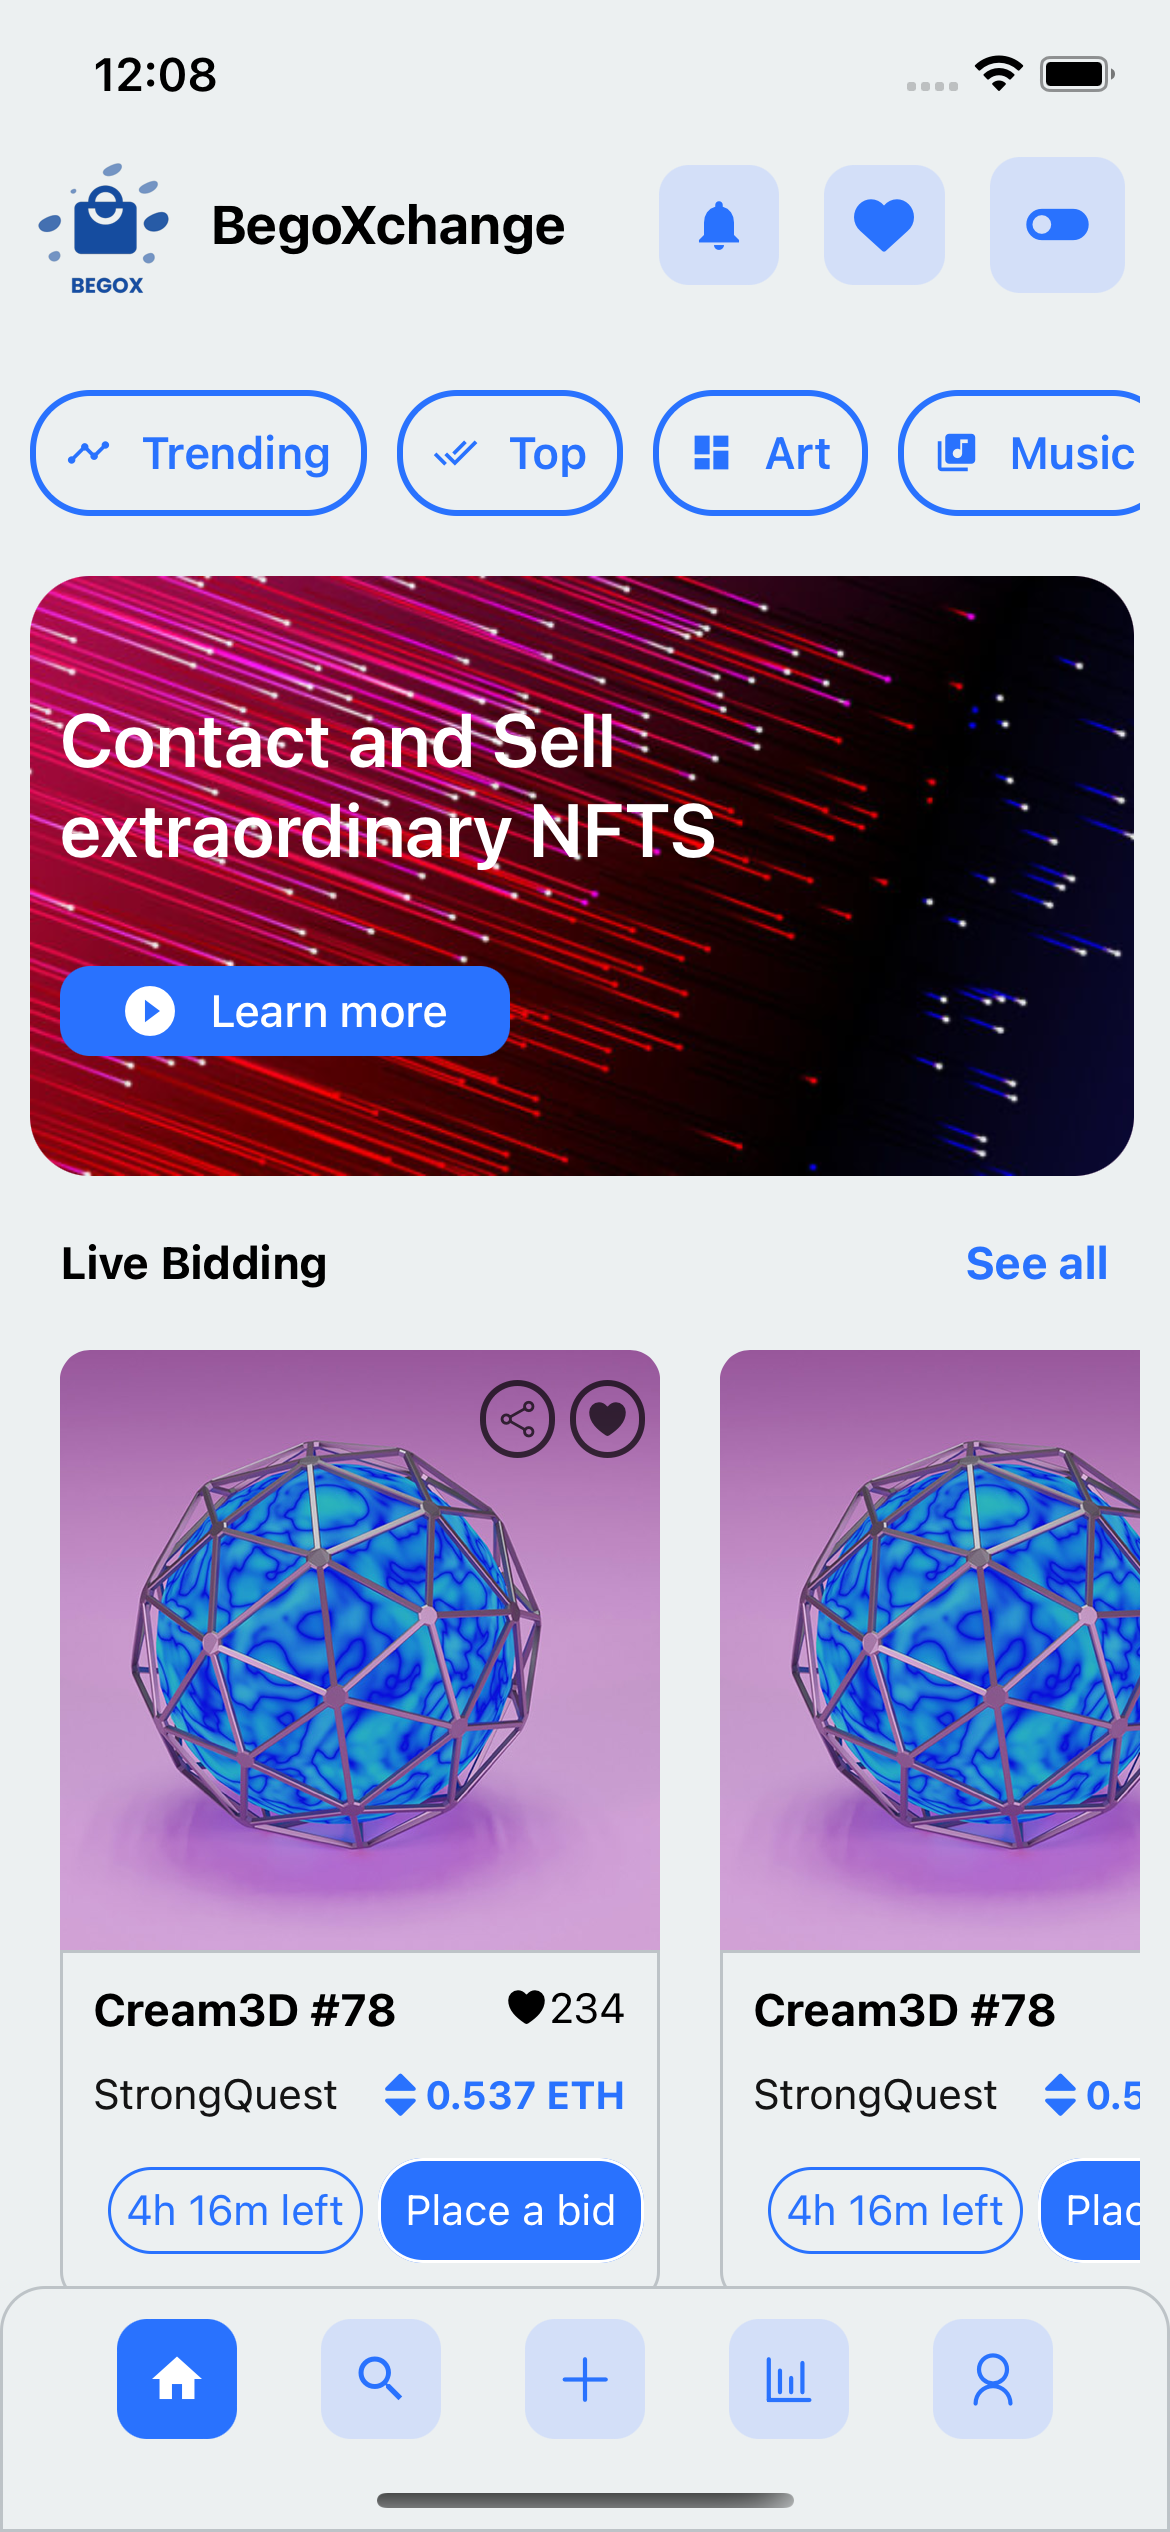 12:08
BEGOX
BegoXchange
Trending
Top
Art
Music
Contact and Sell
extraordinary NFTS
Learn more
Live Bidding
See all
Cream3D #78
234
StrongQuest
0.537 ETH
4h 16m left
Place a bid
Cream3D #78
StrongQuest
0.5
4h 16m left
Plac